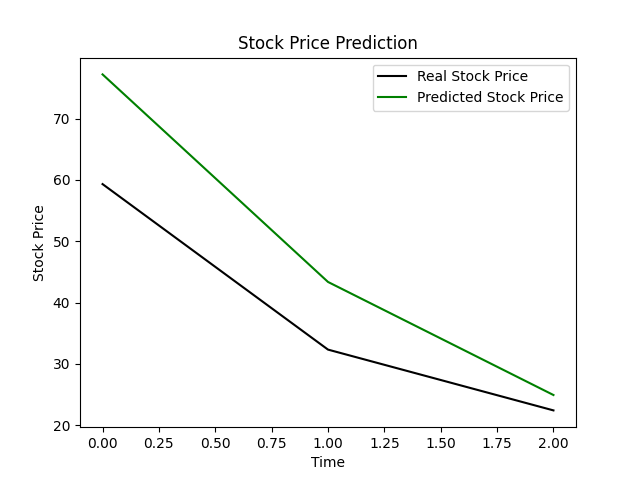 Stock Price Prediction
Real Stock Price
Predicted Stock Price
Stock Price
70
60
50
40
30
20
0.00 0.25 0.50 0.75 1.00 1.25 1.50 1.75 2.00
Time